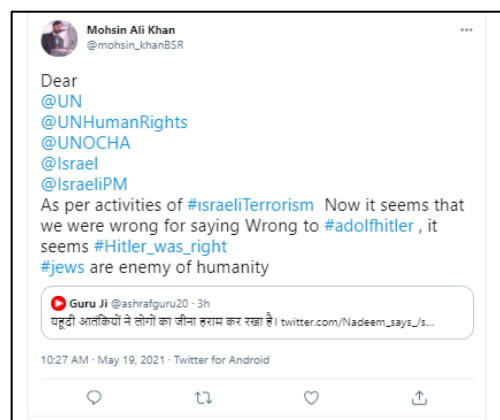 Mohsin Ali Khan
@mohsin_khanBSR
Dear
@UN
@UNHumanRights
@UNOCHA
@Israel
@IsraeliPM
As per activities of #ısraeliTerrorism Now it seems that
we were wrong for saying Wrong to #adolfhitler , it
seems #Hitler_was_right
#jews are enemy of humanity
Guru Ji @ashrafguru20 · 3h
यहूदी आतंकियों ने लोगों का जीना हराम कर रखा है। twitter.com/Nadeem_says_/s...
10:27 AM · May 19, 2021 · Twitter for Android